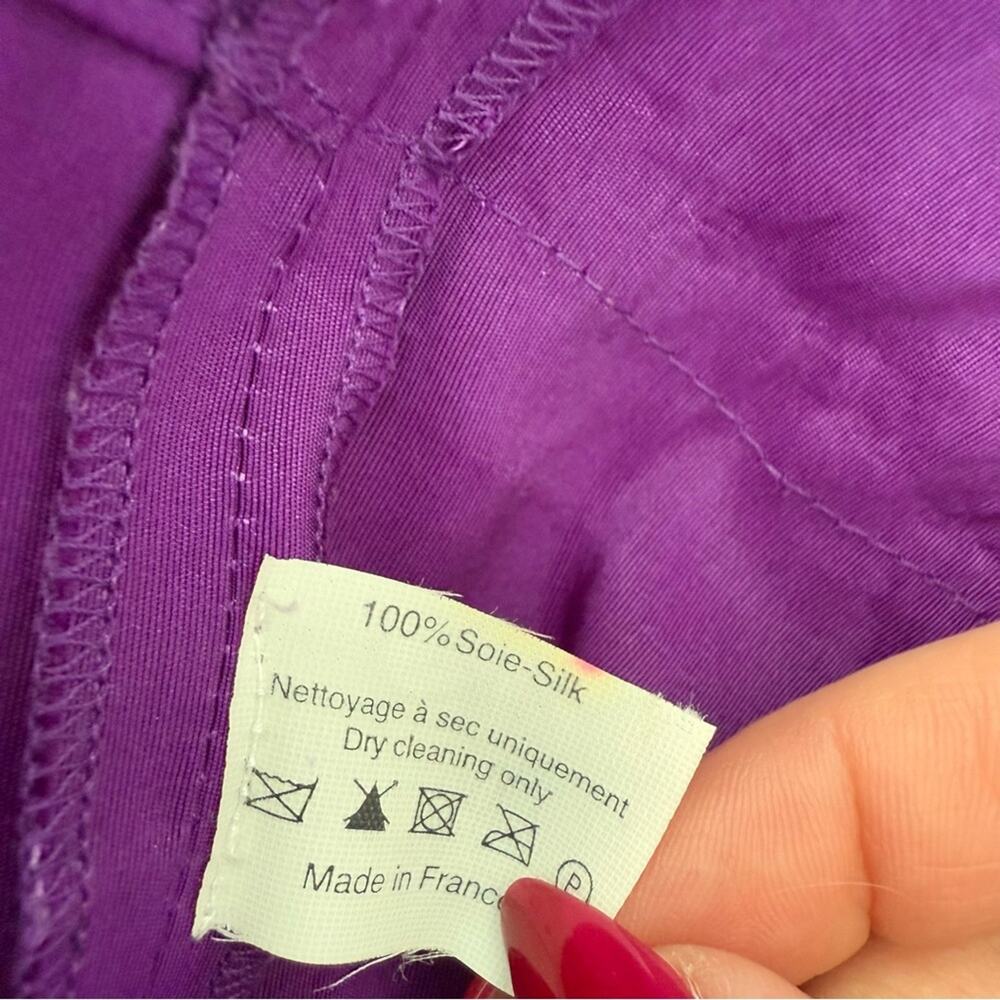 100% Soie-Silk
Nettoyage à sec uniquement
Dry cleaning only
P
Made in France